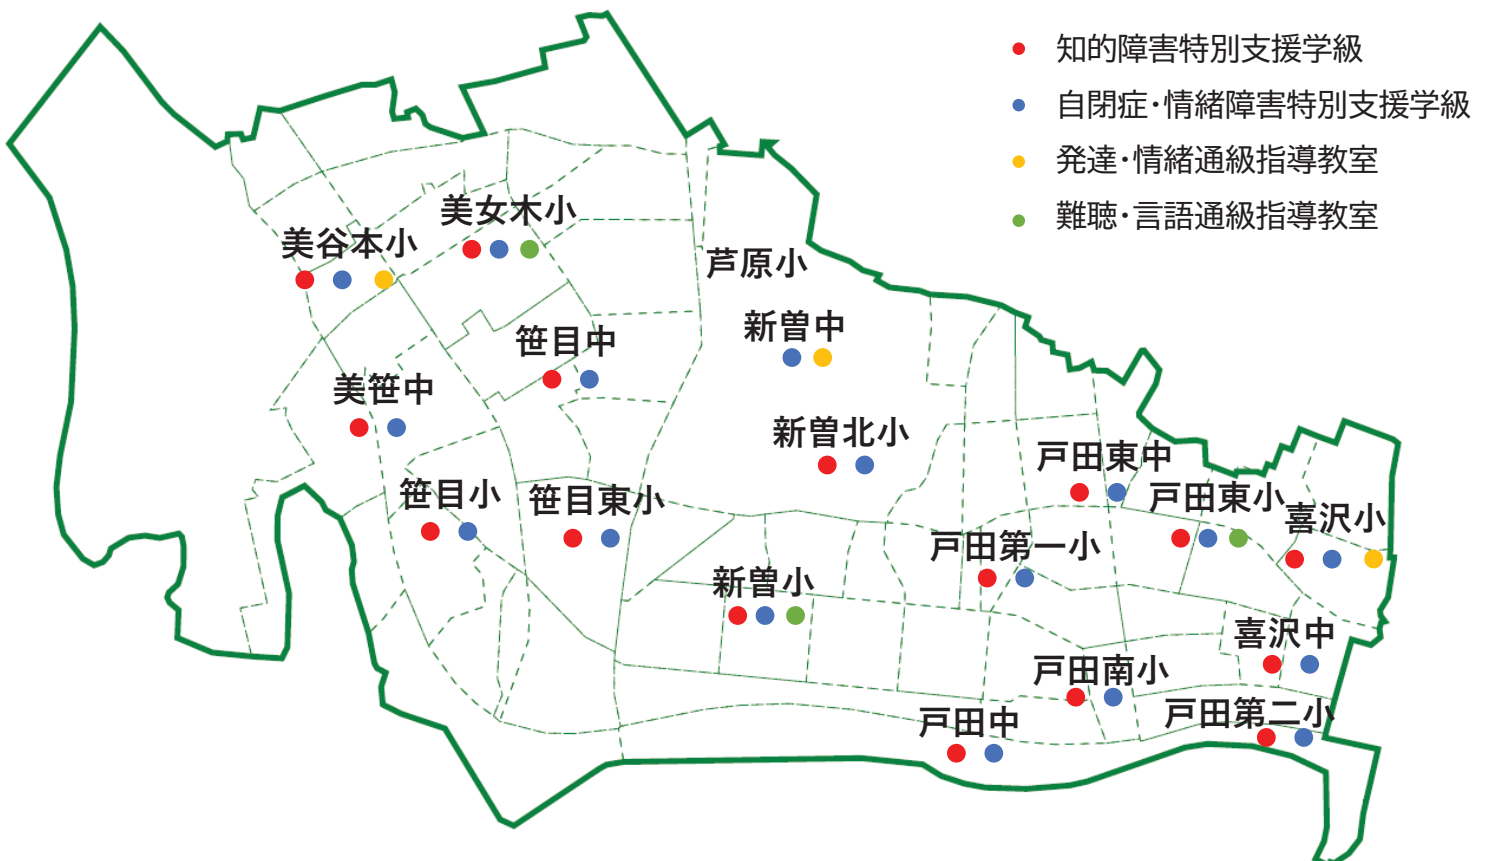 知的障害特別支援学級
自閉症・情緒障害特別支援学級
発達・情緒通級指導教室
難聴・言語通級指導教室
美女木小
美谷本小
芦原小
新曽中
笹目中
美笹中
新曽北小
戸田東中
笹目小
笹目東小
戸田東小
喜沢小
戸田第一小
新曽小
喜沢中
戸田南小
戸田中
戸田第二小